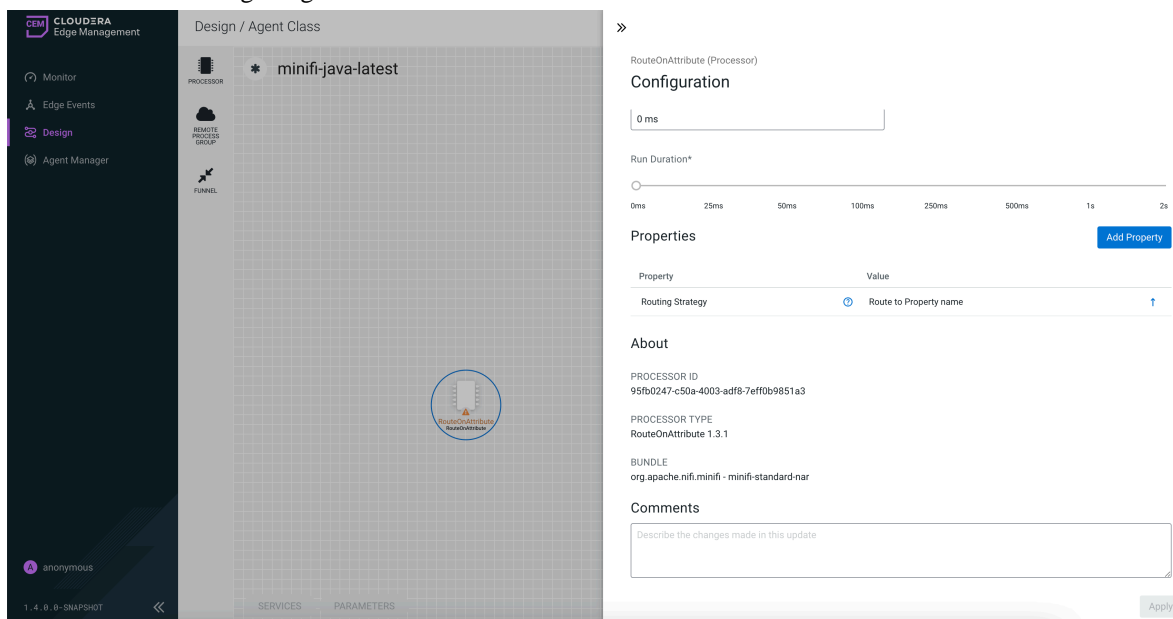 CEM CLOUDERA
Edge Management
Monitor
Edge Events
Design
Agent Manager
A anonymous
1.4.0.0-SNAPSHOT
Design / Agent Class
PROCESSOR
REMOTE
PROCESS
GROUP
FUNNEL
minifi-java-latest
RouteOnAttribute
RouteOnAttribute
SERVICES PARAMETERS
RouteOnAttribute (Processor)
Configuration
0 ms
Run Duration*
0ms 25ms 50ms 100ms 250ms 500ms 1s 2s
Properties Add Property
Property Value
Routing Strategy Route to Property name
About
PROCESSOR ID
95fb0247-c50a-4003-adf8-7eff0b9851a3
PROCESSOR TYPE
RouteOnAttribute 1.3.1
BUNDLE
org.apache.nifi.minifi - minifi-standard-nar
Comments
Describe the changes made in this update
Apply